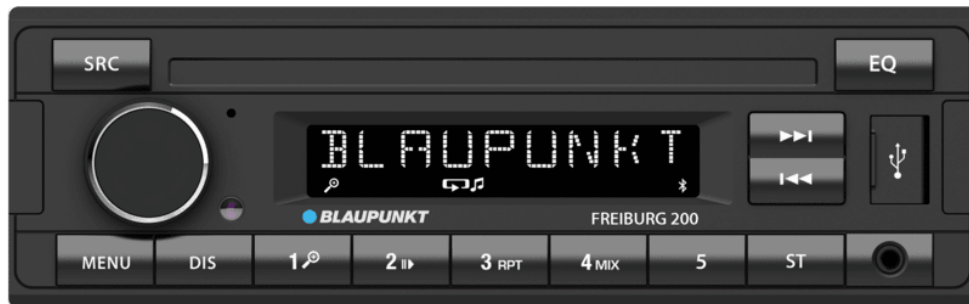 SRC
EQ
BLAUPUNKT
BLAUPUNKT
FREIBURG 200
MENU
DIS
1
2
3 RPT
4 MIX
5
ST